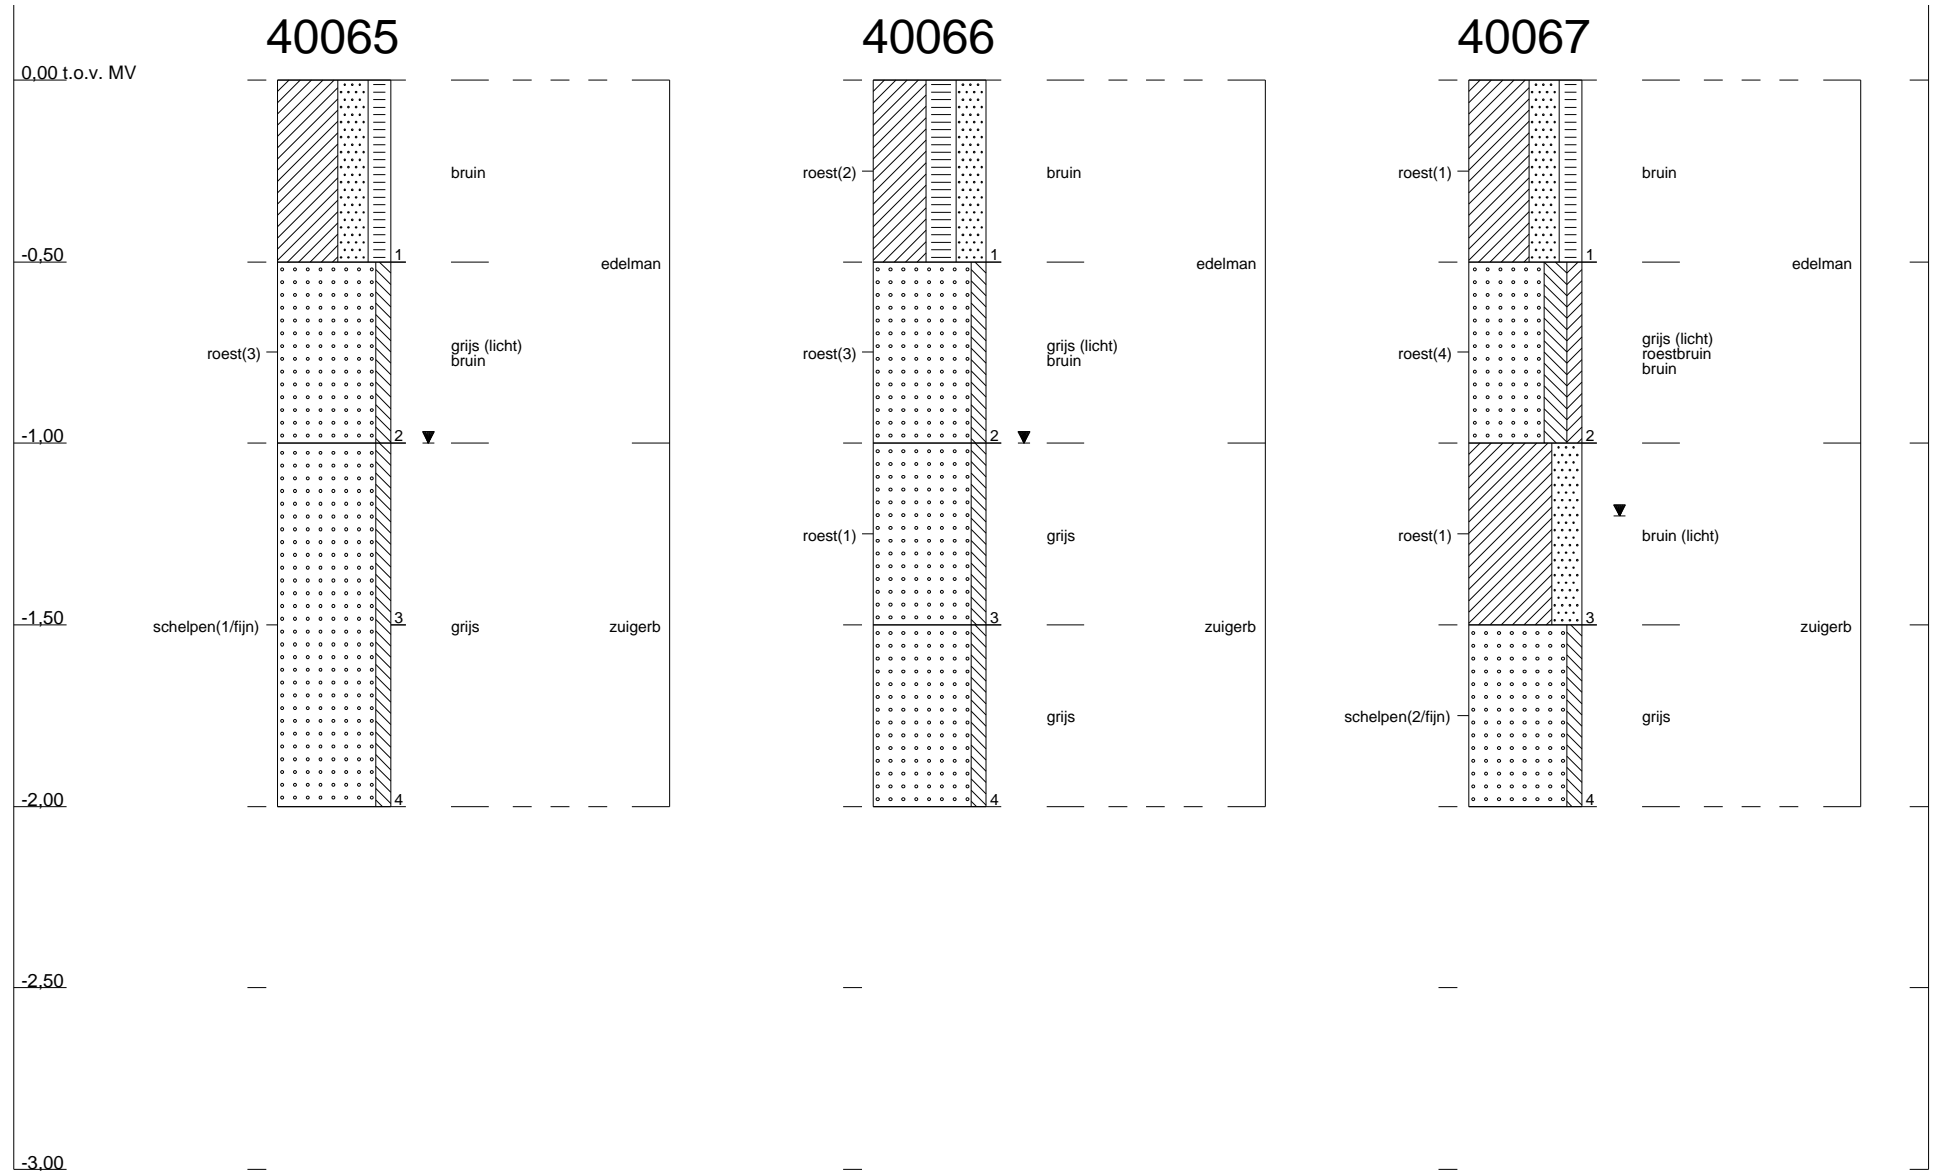 40065
40066
40067
0,00 t.o.v. MV
bruin
roest(2)
bruin
roest(1)
bruin
-0,50
1
edelman
1
edelman
1
edelman
roest(3)
grijs (licht)
bruin
roest(3)
grijs (licht)
bruin
roest(4)
grijs (licht)
roestbruin
bruin
-1,00
2
2
2
roest(1)
grijs
roest(1)
bruin (licht)
-1,50
schelpen(1/fijn)
3
grijs
zuigerb
3
zuigerb
3
zuigerb
grijs
schelpen(2/fijn)
grijs
-2,00
4
4
4
-2,50
-3,00